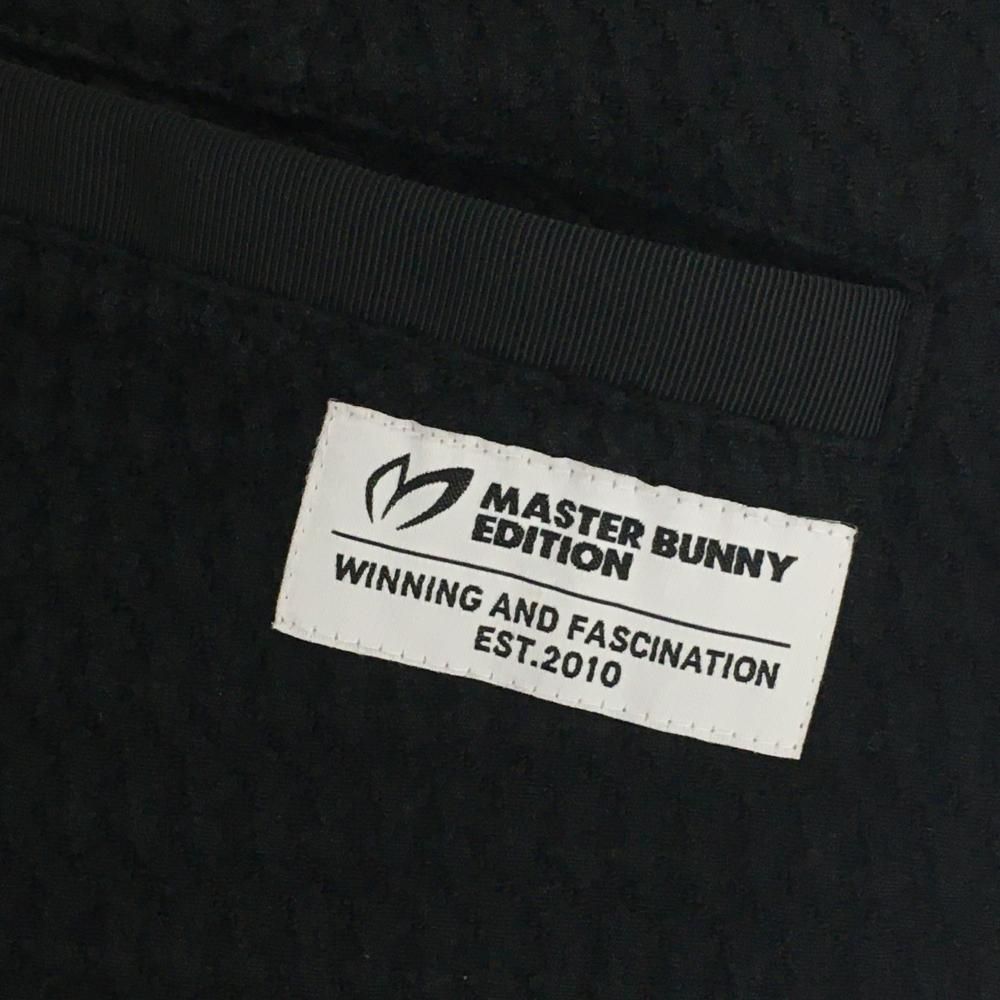 MASTER BUNNY
EDITION
WINNING AND FASCINATION
EST.2010